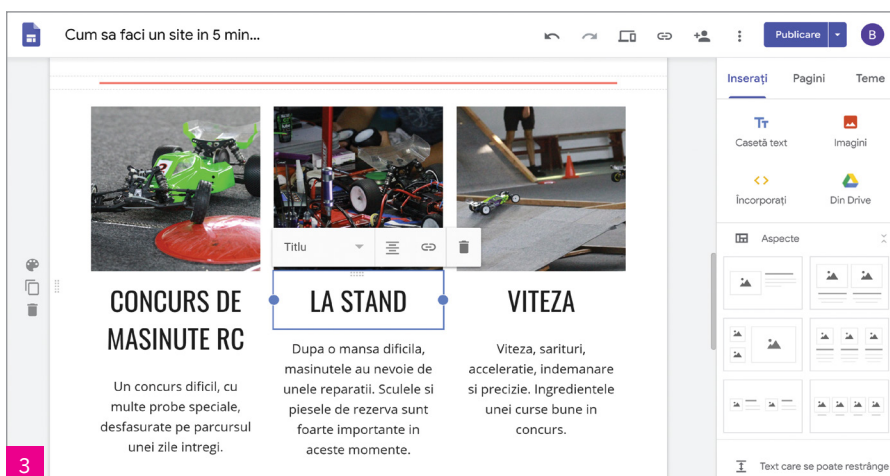 Cum sa faci un site in 5 min...
Publicare
B
Inserați
Pagini
Teme
Casetă text
Imagini
Încorporați
Din Drive
Aspecte
Titlu
CONCURS DE
MASINUTE RC
Un concurs dificil, cu
multe probe speciale,
desfasurate pe parcursul
unei zile intregi.
LA STAND
Dupa o mansa dificila,
masinutele au nevoie de
unele reparatii. Sculele si
piesele de rezerva sunt
foarte importante in
aceste momente.
VITEZA
Viteza, sarituri,
acceleratie, indemanare
si precizie. Ingredientele
unei curse bune in
concurs.
Text care se poate restrânge
3